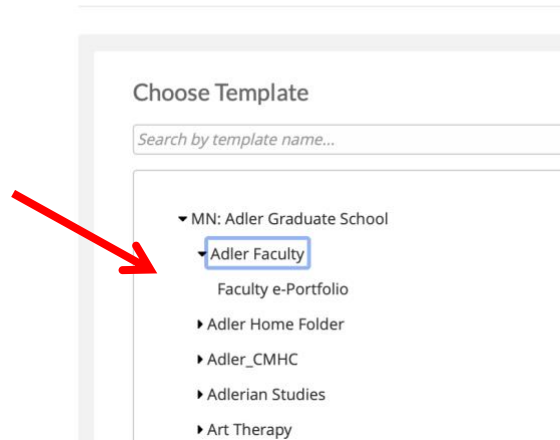 Choose Template
Search by template name...
MN: Adler Graduate School
Adler Faculty
Faculty e-Portfolio
Adler Home Folder
Adler_CMHC
Adlerian Studies
Art Therapy